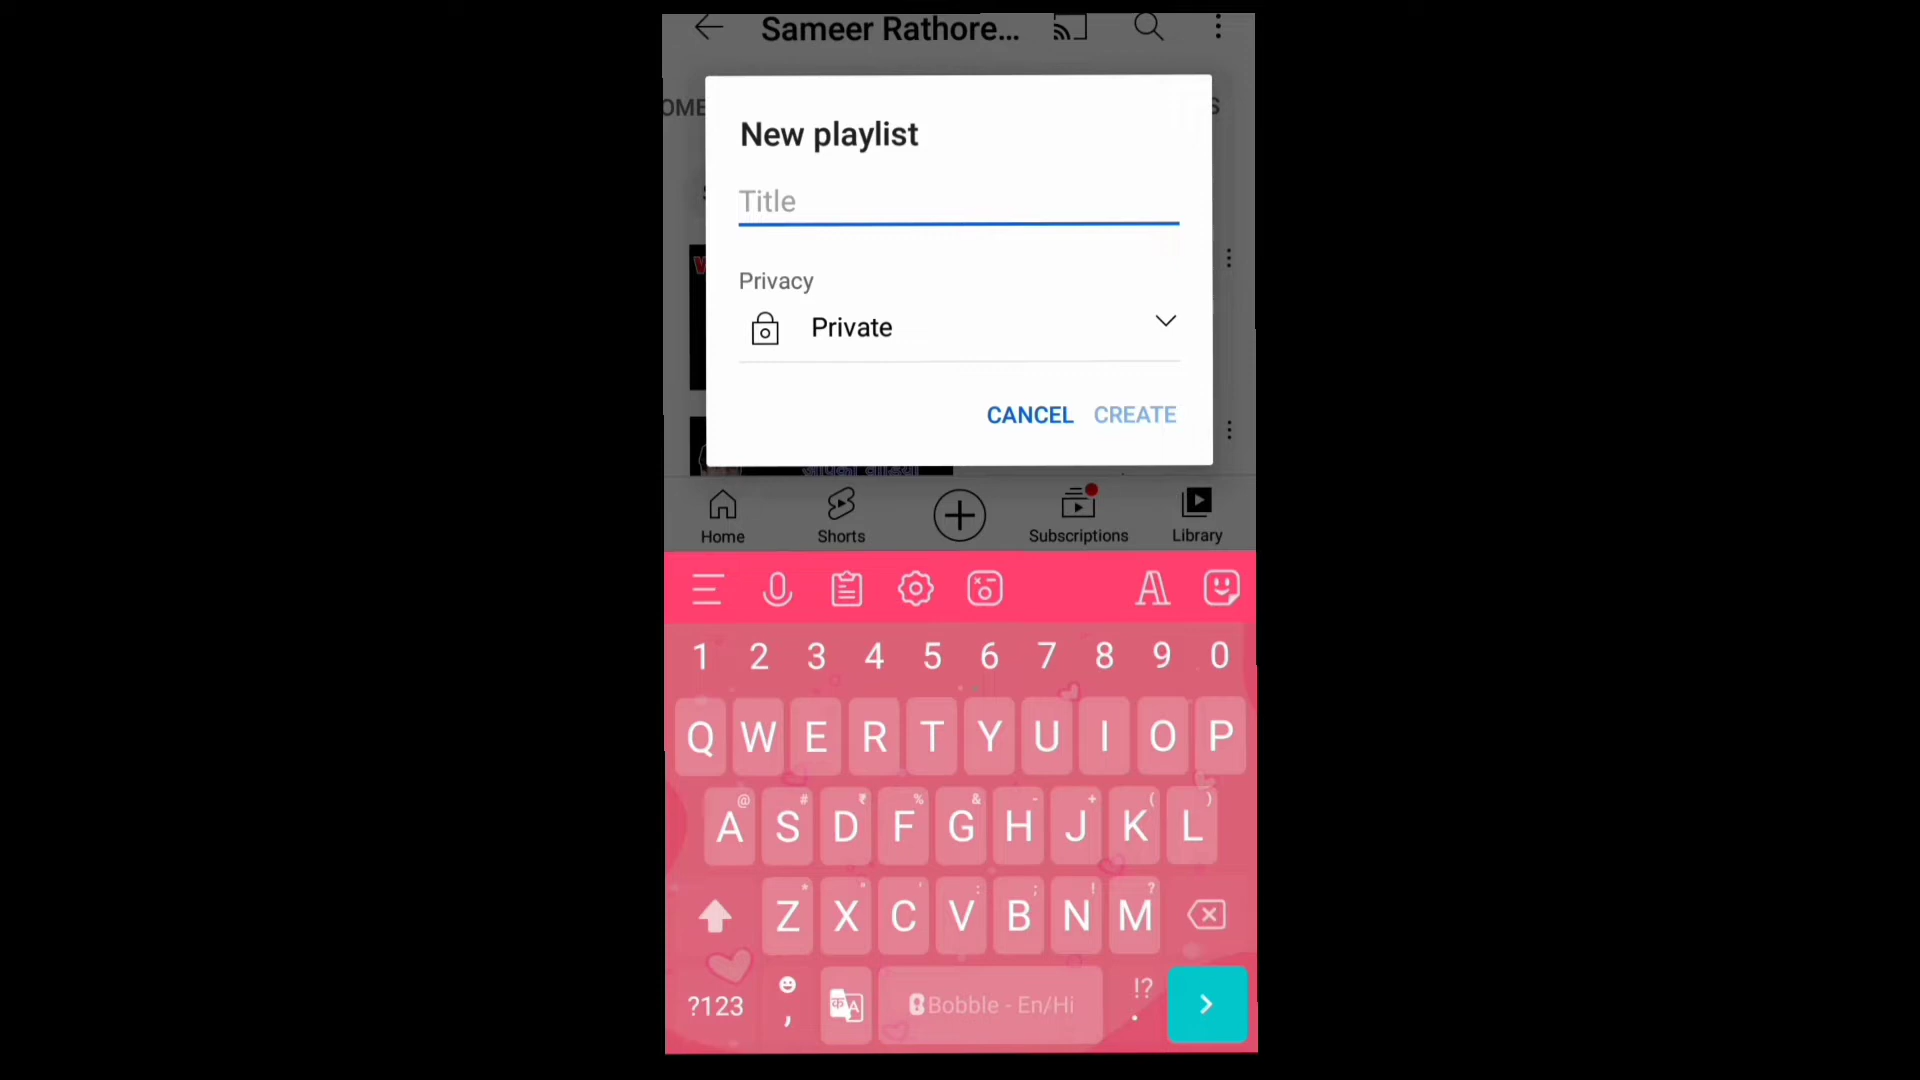 Sameer Rathore...
OME
S
New playlist
Title
Privacy
Private
CANCEL CREATE
Home
Shorts
Subscriptions
Library
1 2 3 4 5 6 7 8 9 0
Q W E R T Y U I O P
@ # ₹ % & - + ( )
A S D F G H J K L
* " ' : ; ! ?
Z X C V B N M
?123 , क A Bobble - En/Hi !? .